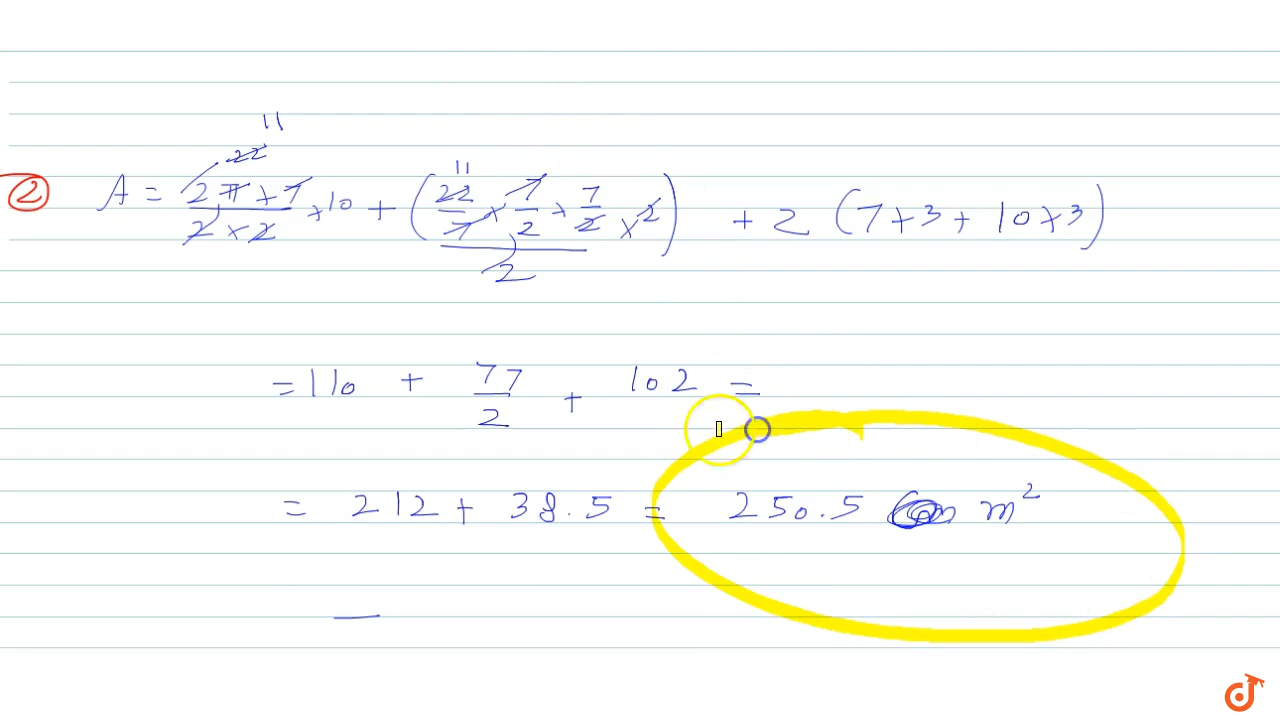 11
22
② A = 2π×7/2×2 ×10 + (22/7 × 7/2 × 7/2 × 2)/2 + 2 (7×3 + 10×3)
11
= 110 + 77/2 + 102 =
= 212 + 38.5 = 250.5 m²